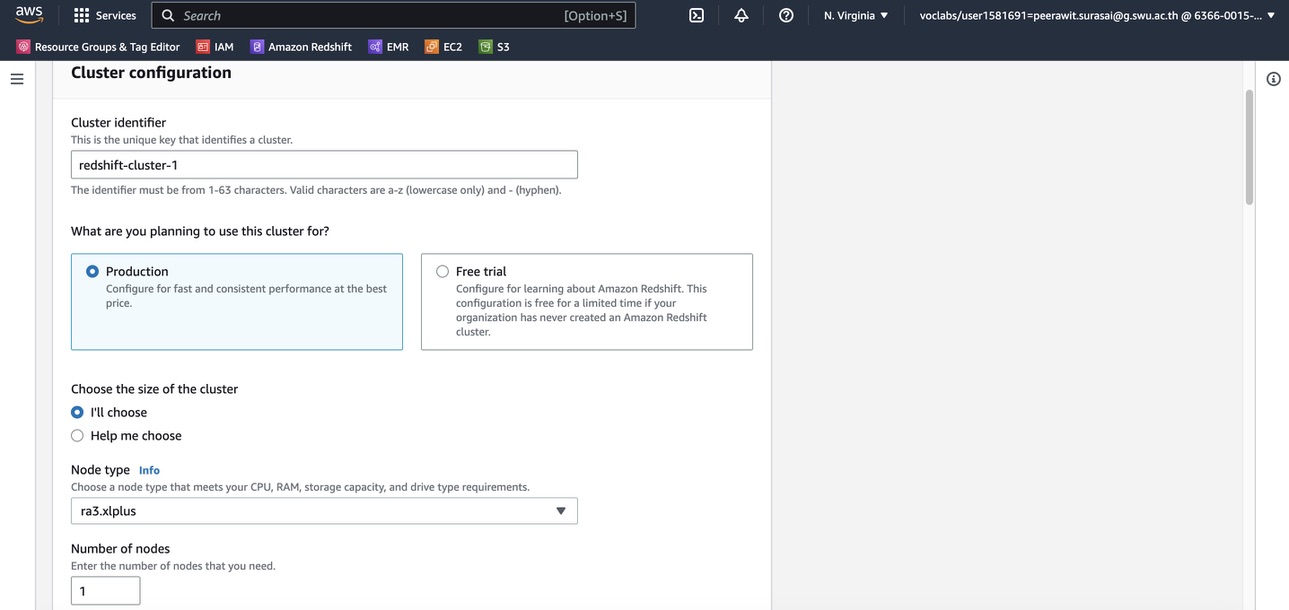 aws
Services
Search
[Option+S]
N. Virginia
voclabs/user1581691=peerawit.surasai@g.swu.ac.th @ 6366-0015-...
Resource Groups & Tag Editor
IAM
Amazon Redshift
EMR
EC2
S3
Cluster configuration
Cluster identifier
This is the unique key that identifies a cluster.
redshift-cluster-1
The identifier must be from 1-63 characters. Valid characters are a-z (lowercase only) and - (hyphen).
What are you planning to use this cluster for?
Production
Configure for fast and consistent performance at the best
price.
Free trial
Configure for learning about Amazon Redshift. This
configuration is free for a limited time if your
organization has never created an Amazon Redshift
cluster.
Choose the size of the cluster
I'll choose
Help me choose
Node type Info
Choose a node type that meets your CPU, RAM, storage capacity, and drive type requirements.
ra3.xlplus
Number of nodes
Enter the number of nodes that you need.
1